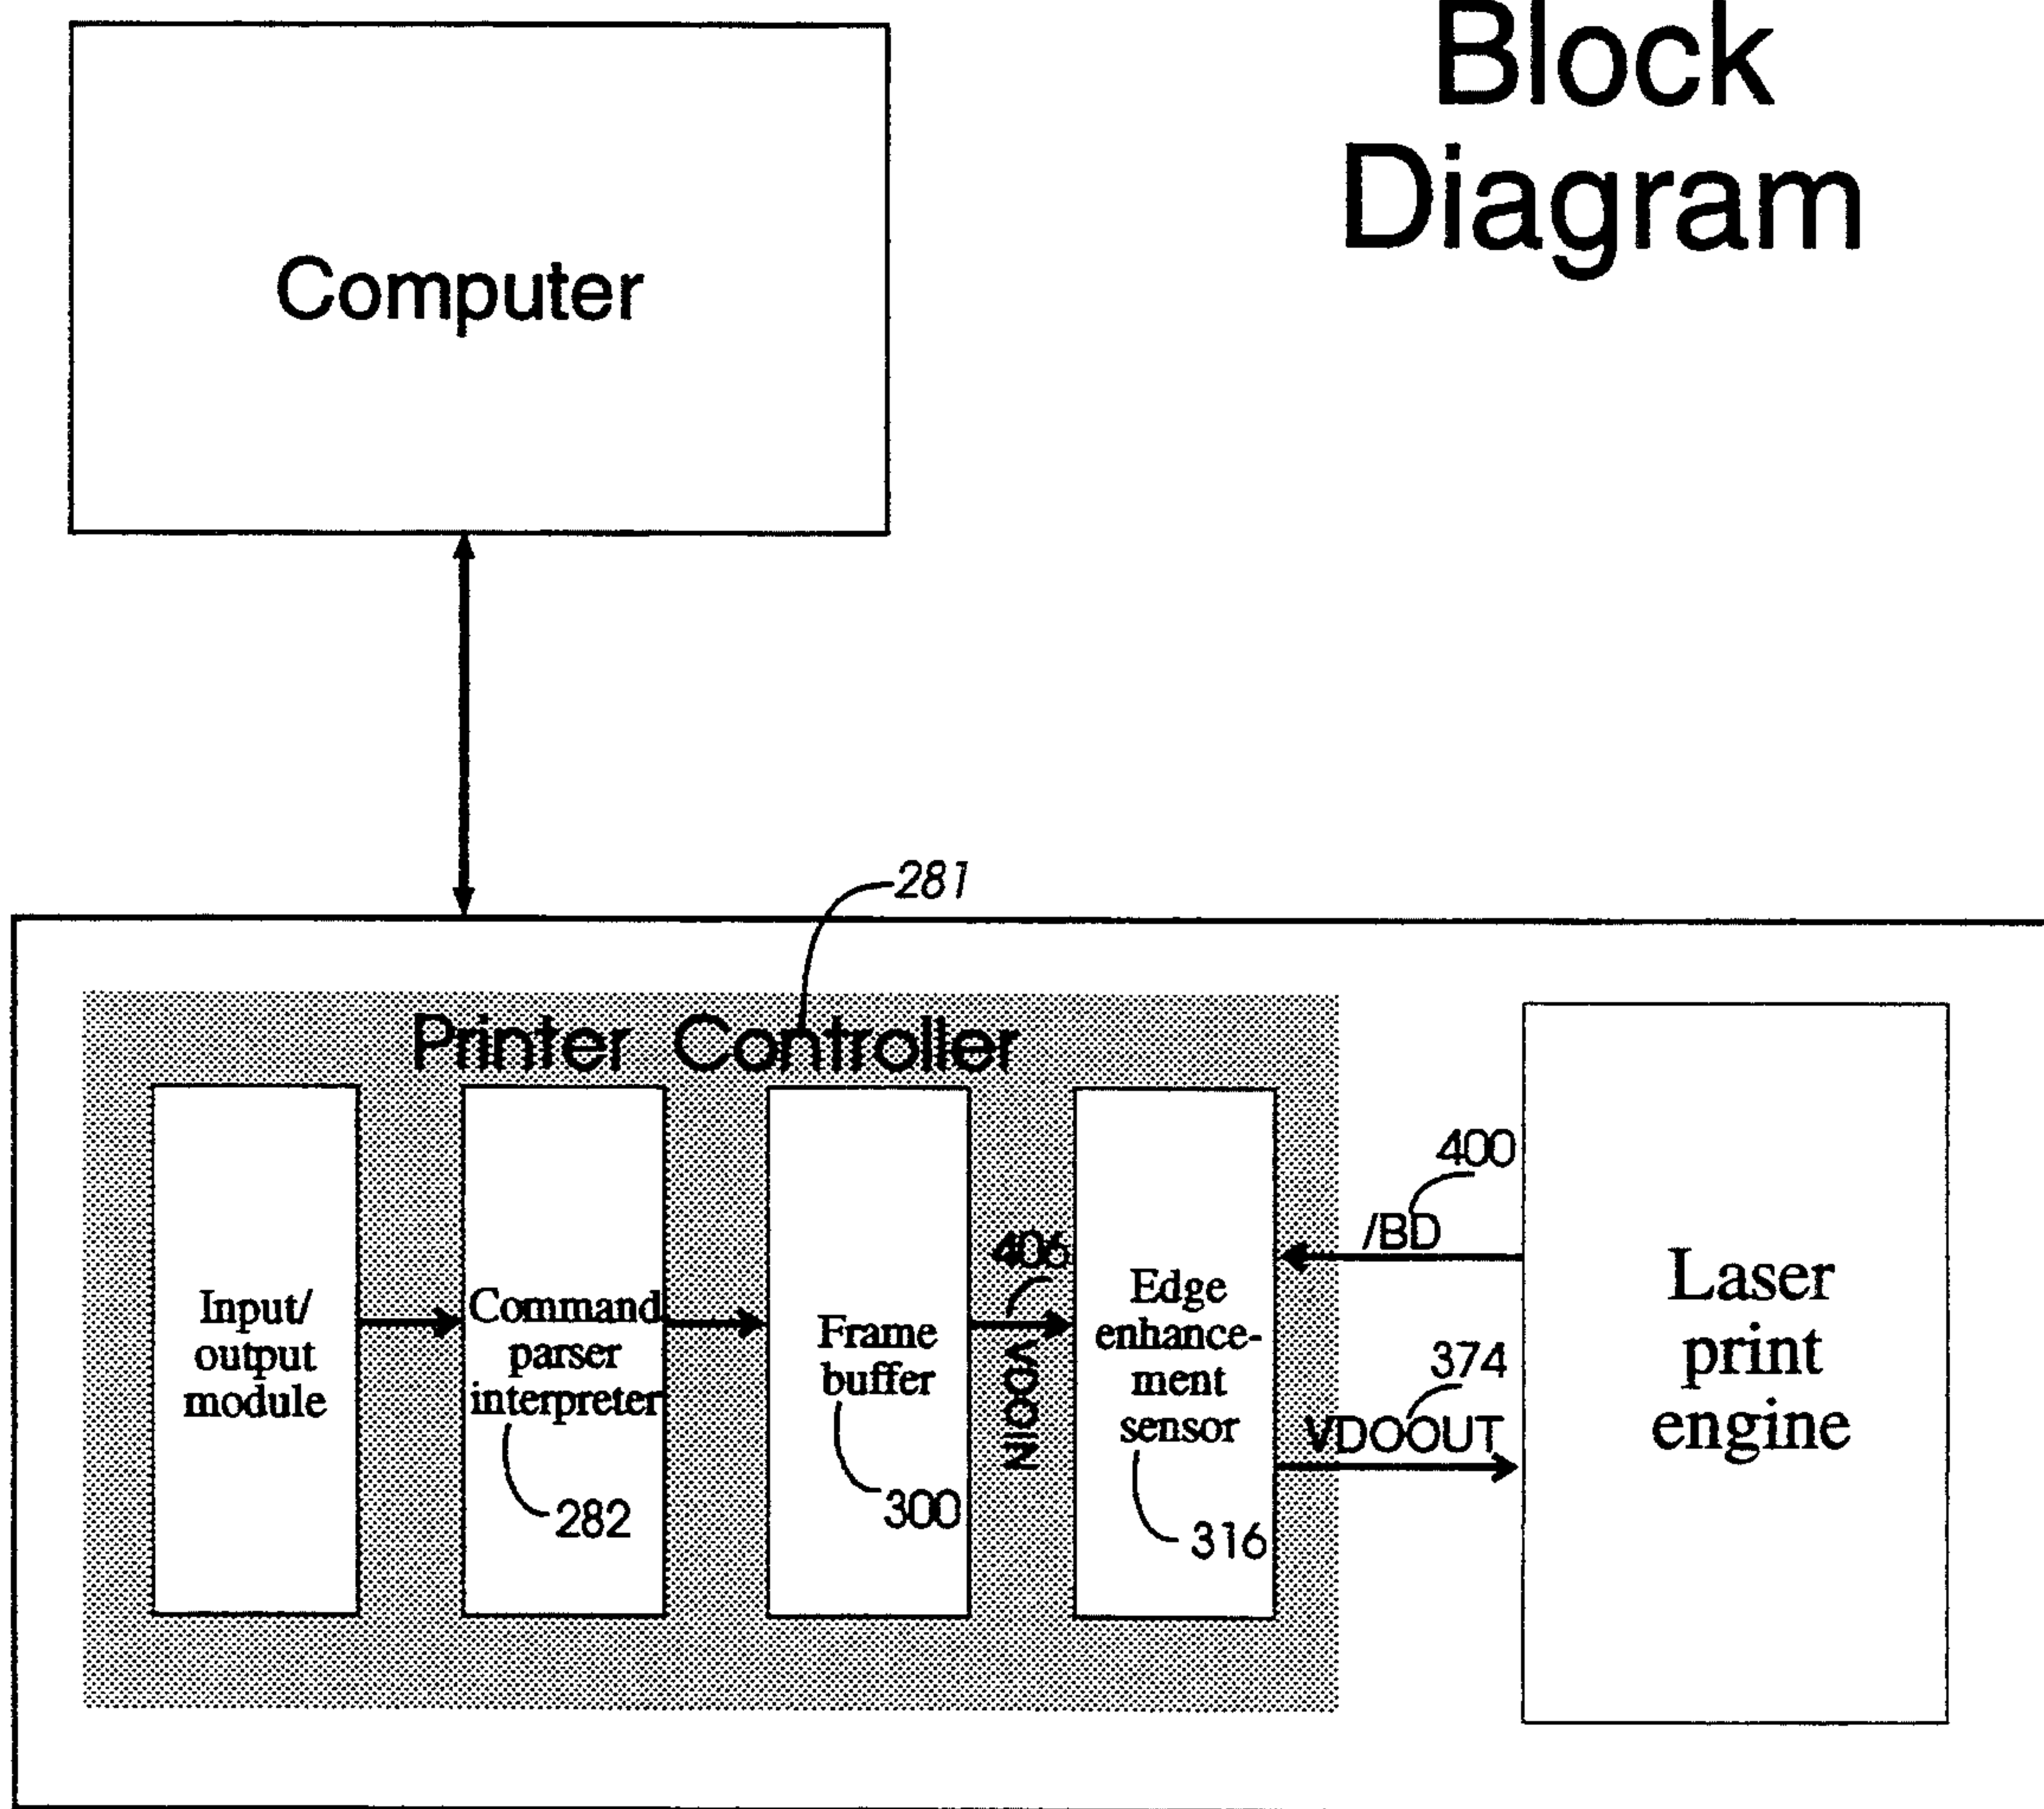 Block
Diagram
Computer
281
Printer Controller
Input/
output
module
Command
parser
interpreter
282
Frame
buffer
300
406
VDOIN
Edge
enhance-
ment
sensor
316
400
/BD
374
VDOOUT
Laser
print
engine